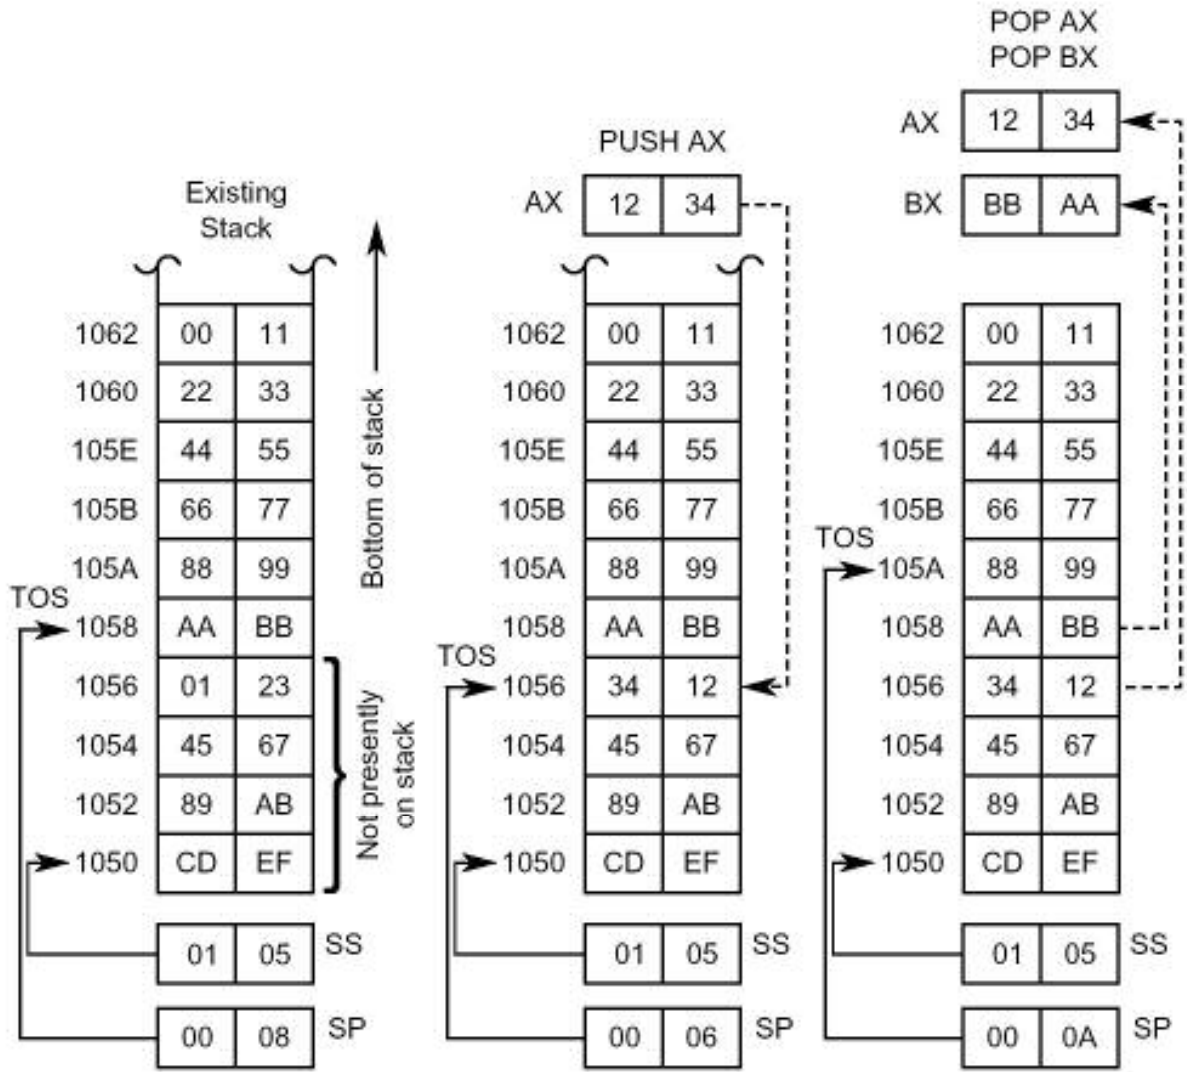 POP AX
POP BX
AX 12 34
PUSH AX
Existing
Stack
AX 12 34
BX BB AA
1062 00 11
1060 22 33
105E 44 55
105B 66 77
105A 88 99
TOS
1058 AA BB
1056 01 23
1054 45 67
1052 89 AB
1050 CD EF
01 05 SS
00 08 SP
Bottom of stack
Not presently
on stack
1062 00 11
1060 22 33
105E 44 55
105B 66 77
105A 88 99
1058 AA BB
TOS
1056 34 12
1054 45 67
1052 89 AB
1050 CD EF
01 05 SS
00 06 SP
1062 00 11
1060 22 33
105E 44 55
105B 66 77
TOS
105A 88 99
1058 AA BB
1056 34 12
1054 45 67
1052 89 AB
1050 CD EF
01 05 SS
00 0A SP